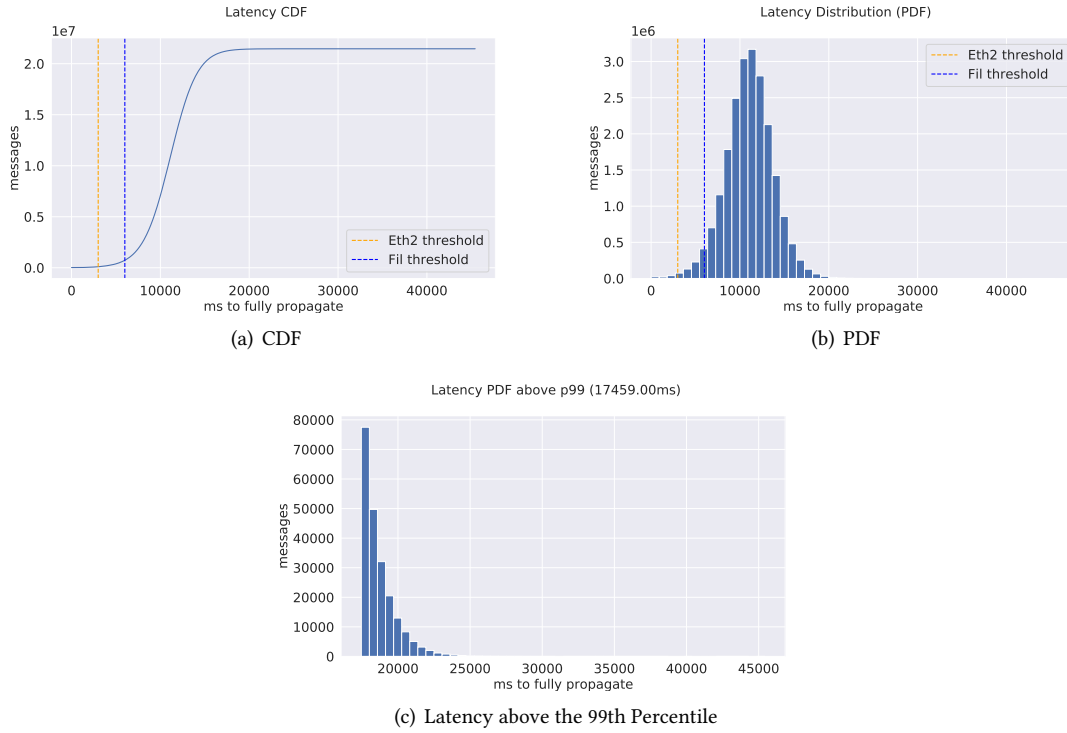 Latency CDF
1e7
2.0
1.5
1.0
0.5
0.0
messages
0 10000 20000 30000 40000
ms to fully propagate
Eth2 threshold
Fil threshold
(a) CDF
Latency Distribution (PDF)
1e6
3.0
2.5
2.0
1.5
1.0
0.5
0.0
messages
0 10000 20000 30000 40000
ms to fully propagate
Eth2 threshold
Fil threshold
(b) PDF
Latency PDF above p99 (17459.00ms)
80000
70000
60000
50000
40000
30000
20000
10000
0
messages
20000 25000 30000 35000 40000 45000
ms to fully propagate
(c) Latency above the 99th Percentile